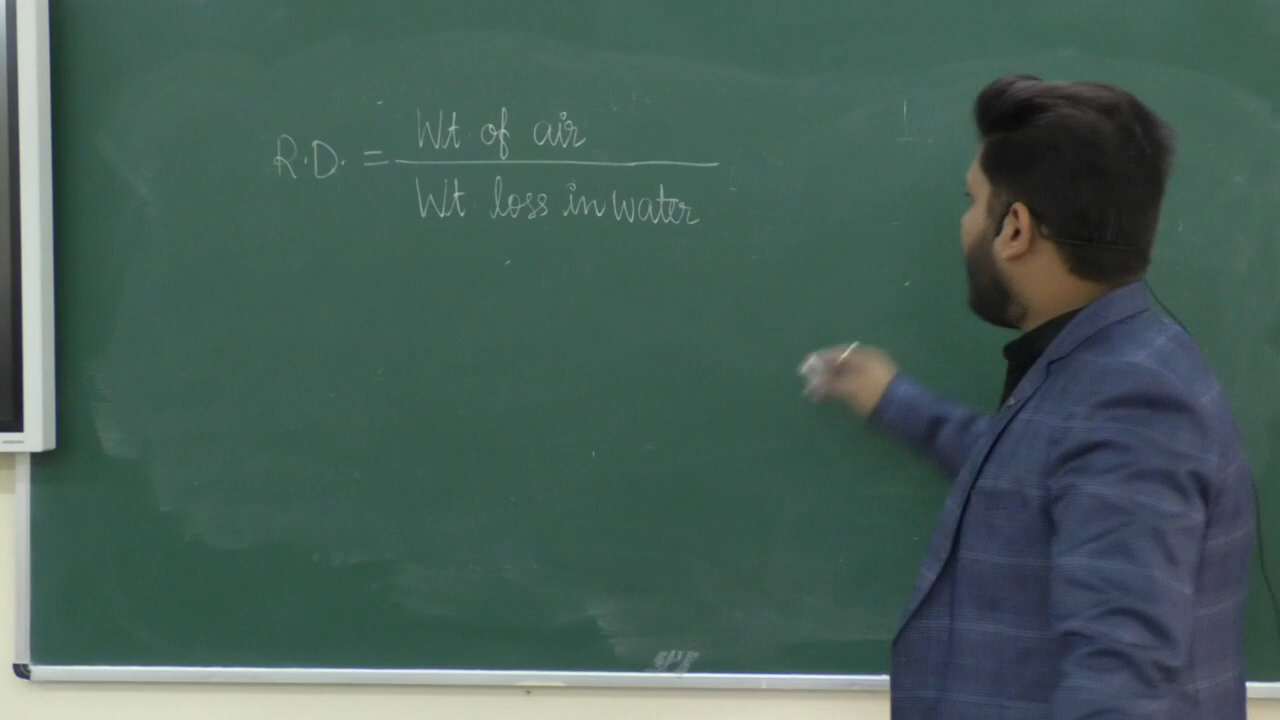 R.D. = Wt. of air
Wt loss in water